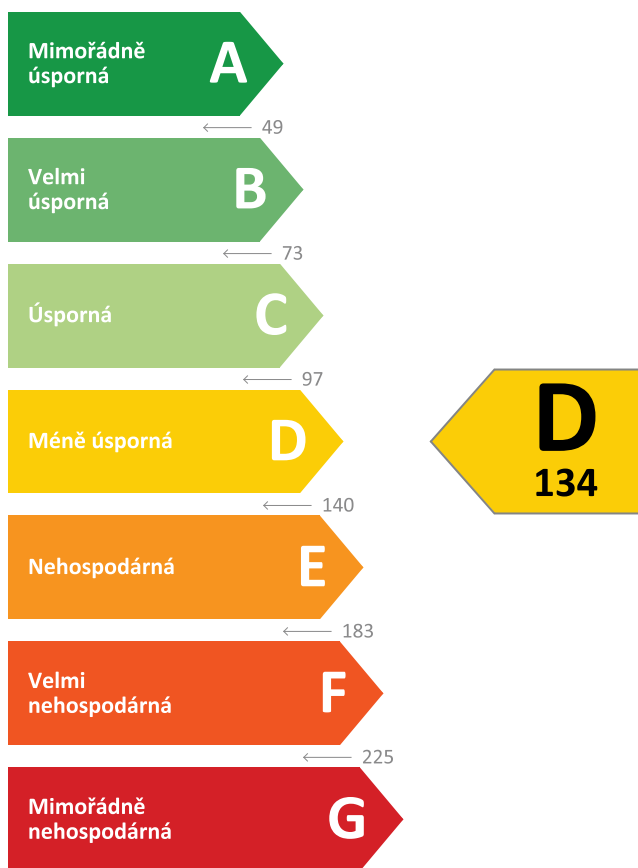 Mimořádně
úsporná
A
49
Velmi
úsporná
B
73
Úsporná
C
97
Méně úsporná
D
D
134
140
Nehospodárná
E
183
Velmi
nehospodárná
F
225
Mimořádně
nehospodárná
G